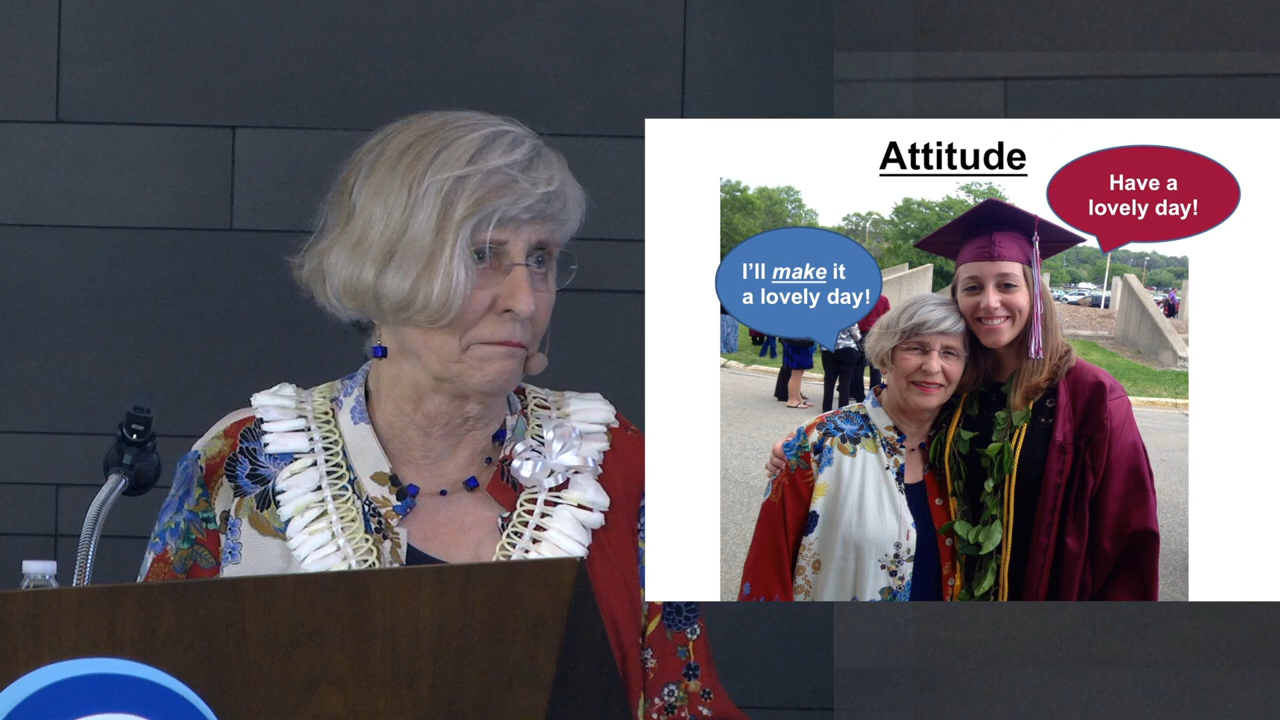 Attitude
Have a
lovely day!
I'll make it
a lovely day!